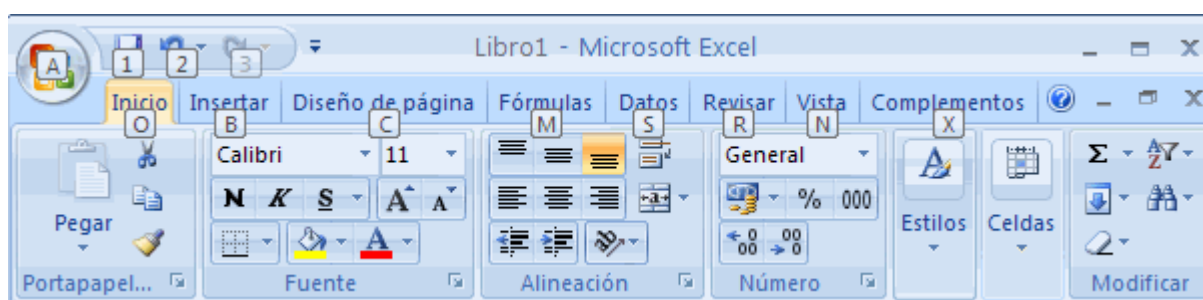 Libro1 - Microsoft Excel
A 1 2 3
Inicio Insertar Diseño de página Fórmulas Datos Revisar Vista Complementos
O B C M S R N X
Calibri 11 General
N K S A A % 000
Pegar Estilos Celdas
Portapapel... Fuente Alineación Número Modificar